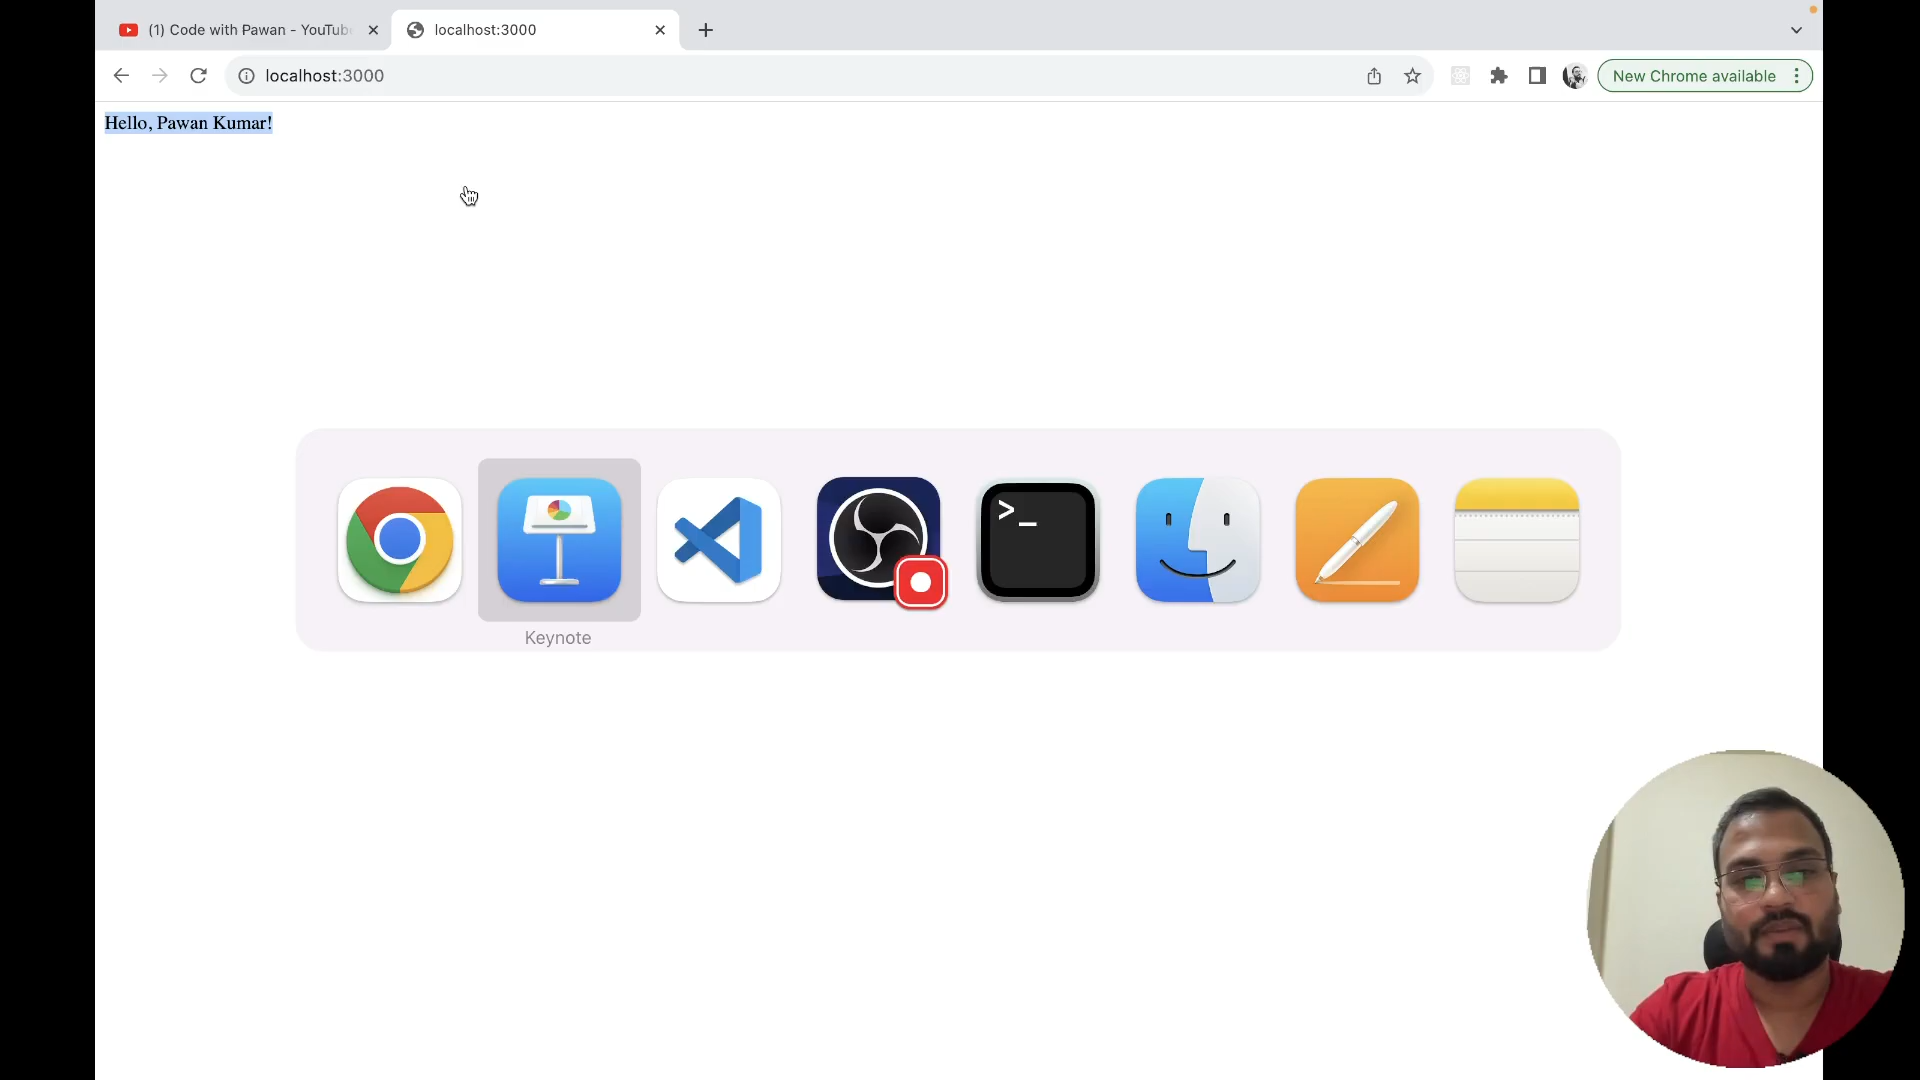 (1) Code with Pawan - YouTub
localhost:3000
localhost:3000
New Chrome available
Hello, Pawan Kumar!
>_
Keynote